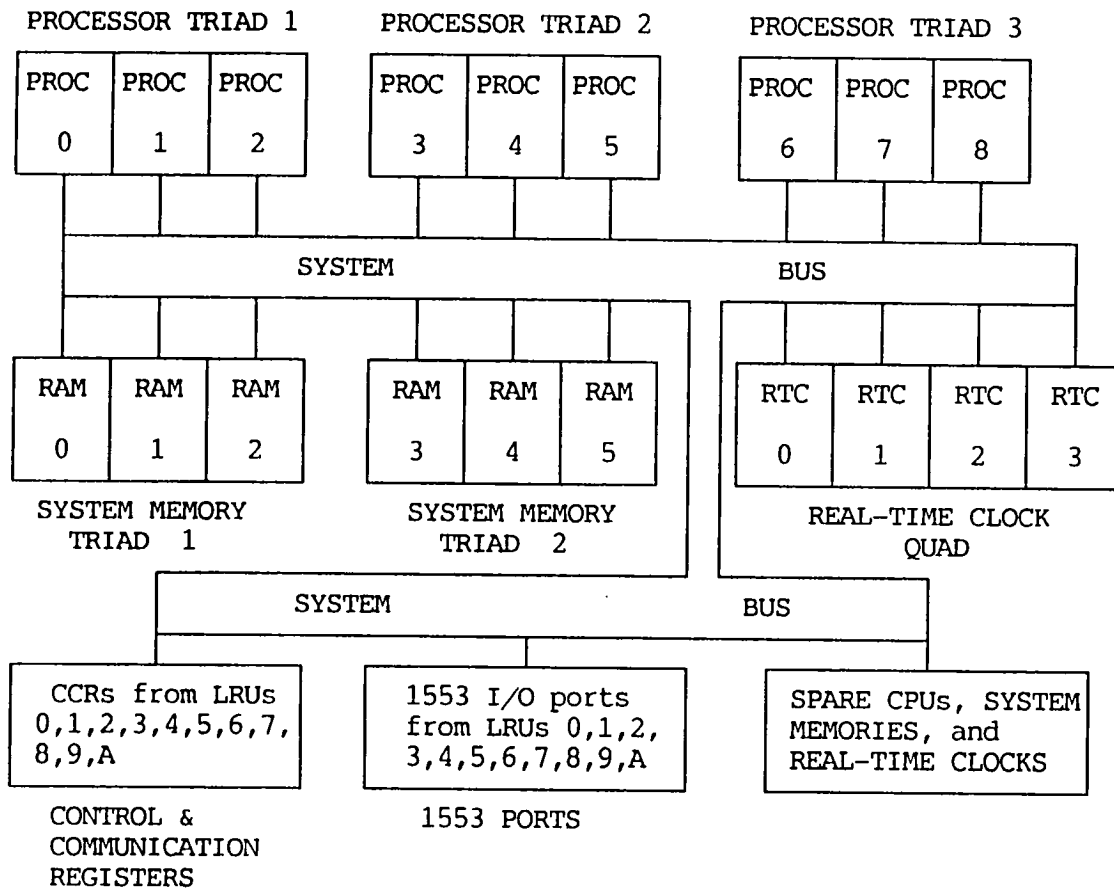 PROCESSOR TRIAD 1
PROCESSOR TRIAD 2
PROCESSOR TRIAD 3
PROC PROC PROC
0 1 2
PROC PROC PROC
3 4 5
PROC PROC PROC
6 7 8
SYSTEM BUS
RAM RAM RAM
0 1 2
SYSTEM MEMORY
TRIAD 1
RAM RAM RAM
3 4 5
SYSTEM MEMORY
TRIAD 2
RTC RTC RTC RTC
0 1 2 3
REAL-TIME CLOCK
QUAD
SYSTEM BUS
CCRs from LRUs
0,1,2,3,4,5,6,7,
8,9,A
CONTROL &
COMMUNICATION
REGISTERS
1553 I/O ports
from LRUs 0,1,2,
3,4,5,6,7,8,9,A
1553 PORTS
SPARE CPUs, SYSTEM
MEMORIES, and
REAL-TIME CLOCKS